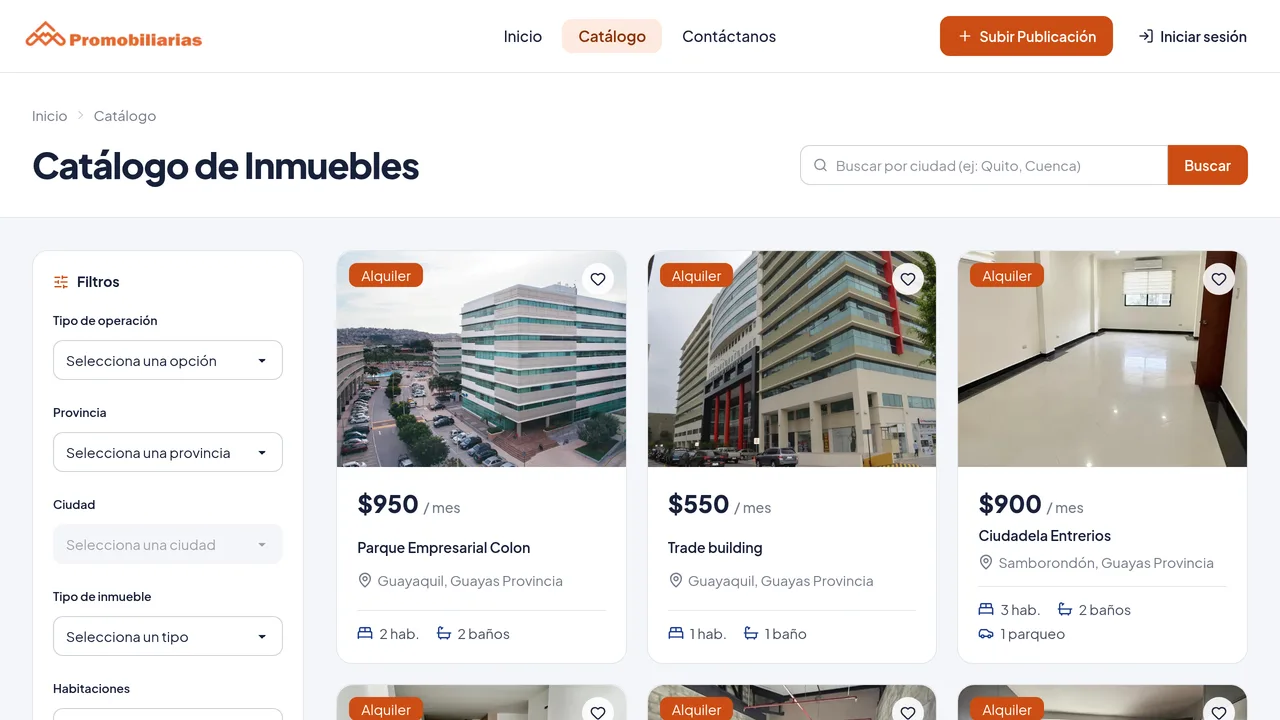 Promobiliarias
Inicio
Catálogo
Contáctanos
Subir Publicación
Iniciar sesión
Inicio
Catálogo
Catálogo de Inmuebles
Buscar por ciudad (ej: Quito, Cuenca)
Buscar
Filtros
Tipo de operación
Selecciona una opción
Provincia
Selecciona una provincia
Ciudad
Selecciona una ciudad
Tipo de inmueble
Selecciona un tipo
Habitaciones
Alquiler
$950 / mes
Parque Empresarial Colon
Guayaquil, Guayas Provincia
2 hab. 2 baños
Alquiler
$550 / mes
Trade building
Guayaquil, Guayas Provincia
1 hab. 1 baño
Alquiler
$900 / mes
Ciudadela Entrerios
Samborondón, Guayas Provincia
3 hab. 2 baños
1 parqueo
Alquiler
Alquiler
Alquiler